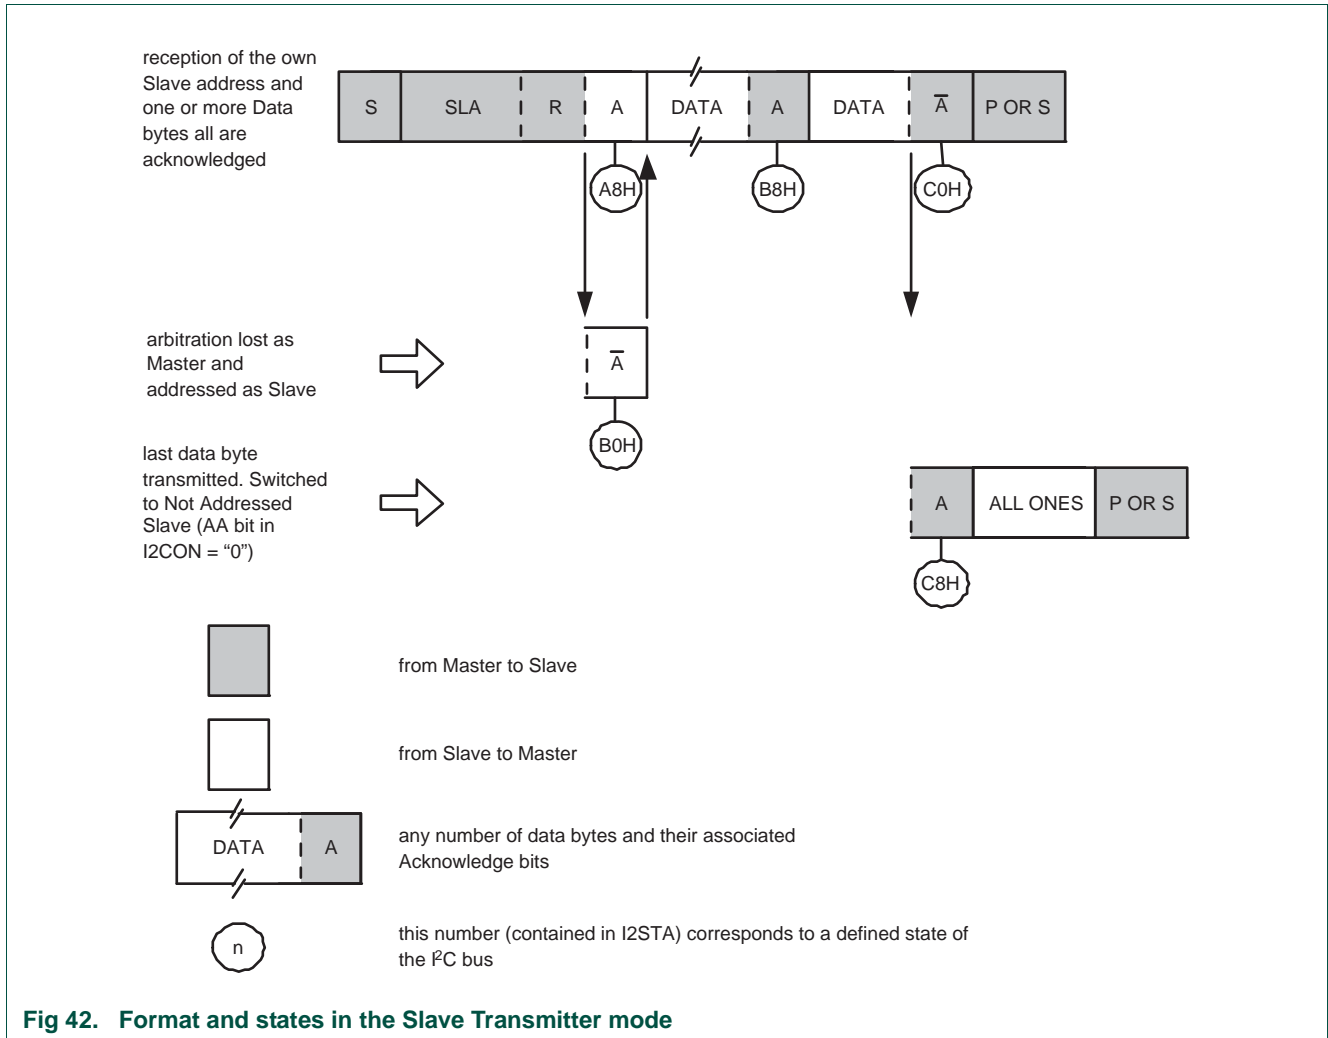 reception of the own
Slave address and
one or more Data
bytes all are
acknowledged
S SLA R A DATA A DATA A̅ P OR S
A8H B8H C0H
arbitration lost as
Master and
addressed as Slave
A̅
B0H
last data byte
transmitted. Switched
to Not Addressed
Slave (AA bit in
I2CON = “0”)
A ALL ONES P OR S
C8H
from Master to Slave
from Slave to Master
DATA A
any number of data bytes and their associated
Acknowledge bits
n
this number (contained in I2STA) corresponds to a defined state of
the I²C bus
Fig 42. Format and states in the Slave Transmitter mode